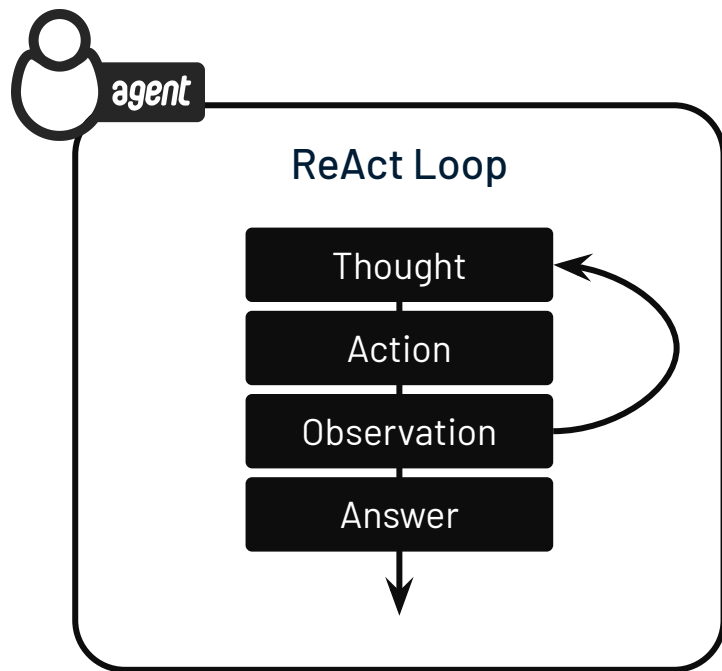 agent
ReAct Loop
Thought
Action
Observation
Answer